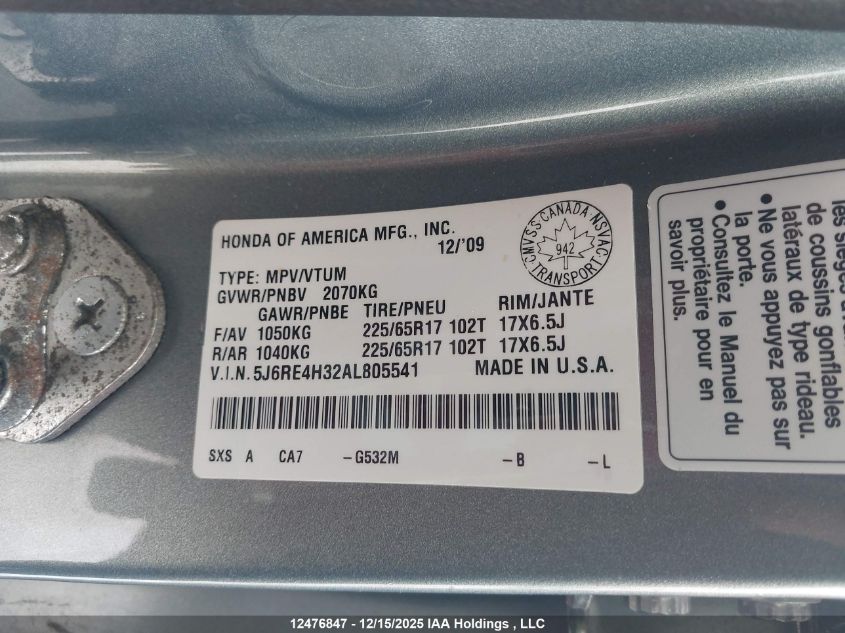 HONDA OF AMERICA MFG., INC.
12/'09
TYPE: MPV/VTUM
GVWR/PNBV 2070KG
GAWR/PNBE TIRE/PNEU RIM/JANTE
F/AV 1050KG 225/65R17 102T 17X6.5J
R/AR 1040KG 225/65R17 102T 17X6.5J
V.I.N. 5J6RE4H32AL805541 MADE IN U.S.A.
SXS A CA7 -G532M -B -L
CANADA
CMVSS NSVAC
942
TRANSPORT
les sièges
de coussins gonflables
latéraux de type rideau.
• Ne vous appuyez pas sur
la porte.
• Consultez le Manuel du
propriétaire pour en
savoir plus.
12476847 - 12/15/2025 IAA Holdings , LLC